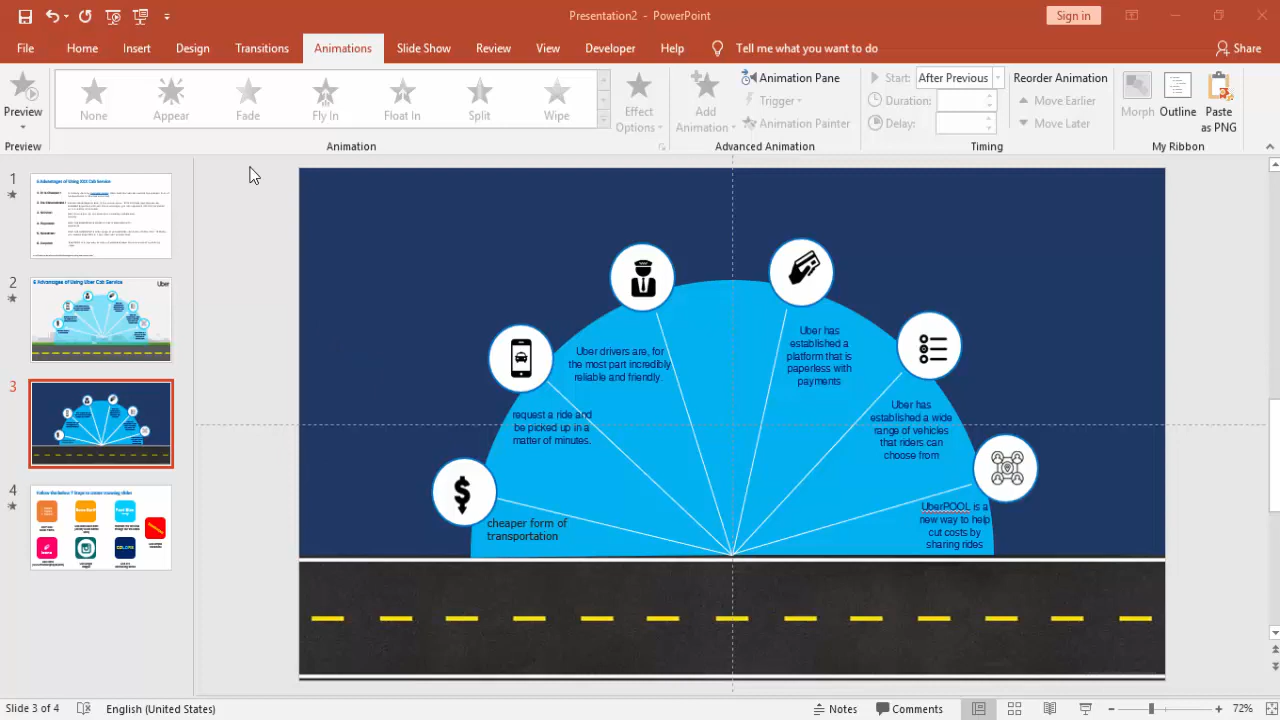 Presentation2 - PowerPoint
Sign in
File
Home
Insert
Design
Transitions
Animations
Slide Show
Review
View
Developer
Help
Tell me what you want to do
Share
Preview
None
Appear
Fade
Fly In
Float In
Split
Wipe
Effect
Options
Add
Animation
Animation Pane
Trigger
Animation Painter
Start: After Previous
Duration:
Delay:
Reorder Animation
Move Earlier
Move Later
Morph
Outline
Paste
as PNG
Preview
Animation
Advanced Animation
Timing
My Ribbon
2
6 Advantages of Using Uber Cab Service
Uber
3
4
Uber drivers are, for
the most part incredibly
reliable and friendly.
Uber has
established a
platform that is
paperless with
payments
request a ride and
be picked up in a
matter of minutes.
Uber has
established a wide
range of vehicles
that riders can
choose from
cheaper form of
transportation
UberPOOL is a
new way to help
cut costs by
sharing rides
Slide 3 of 4
English (United States)
Notes
Comments
72%